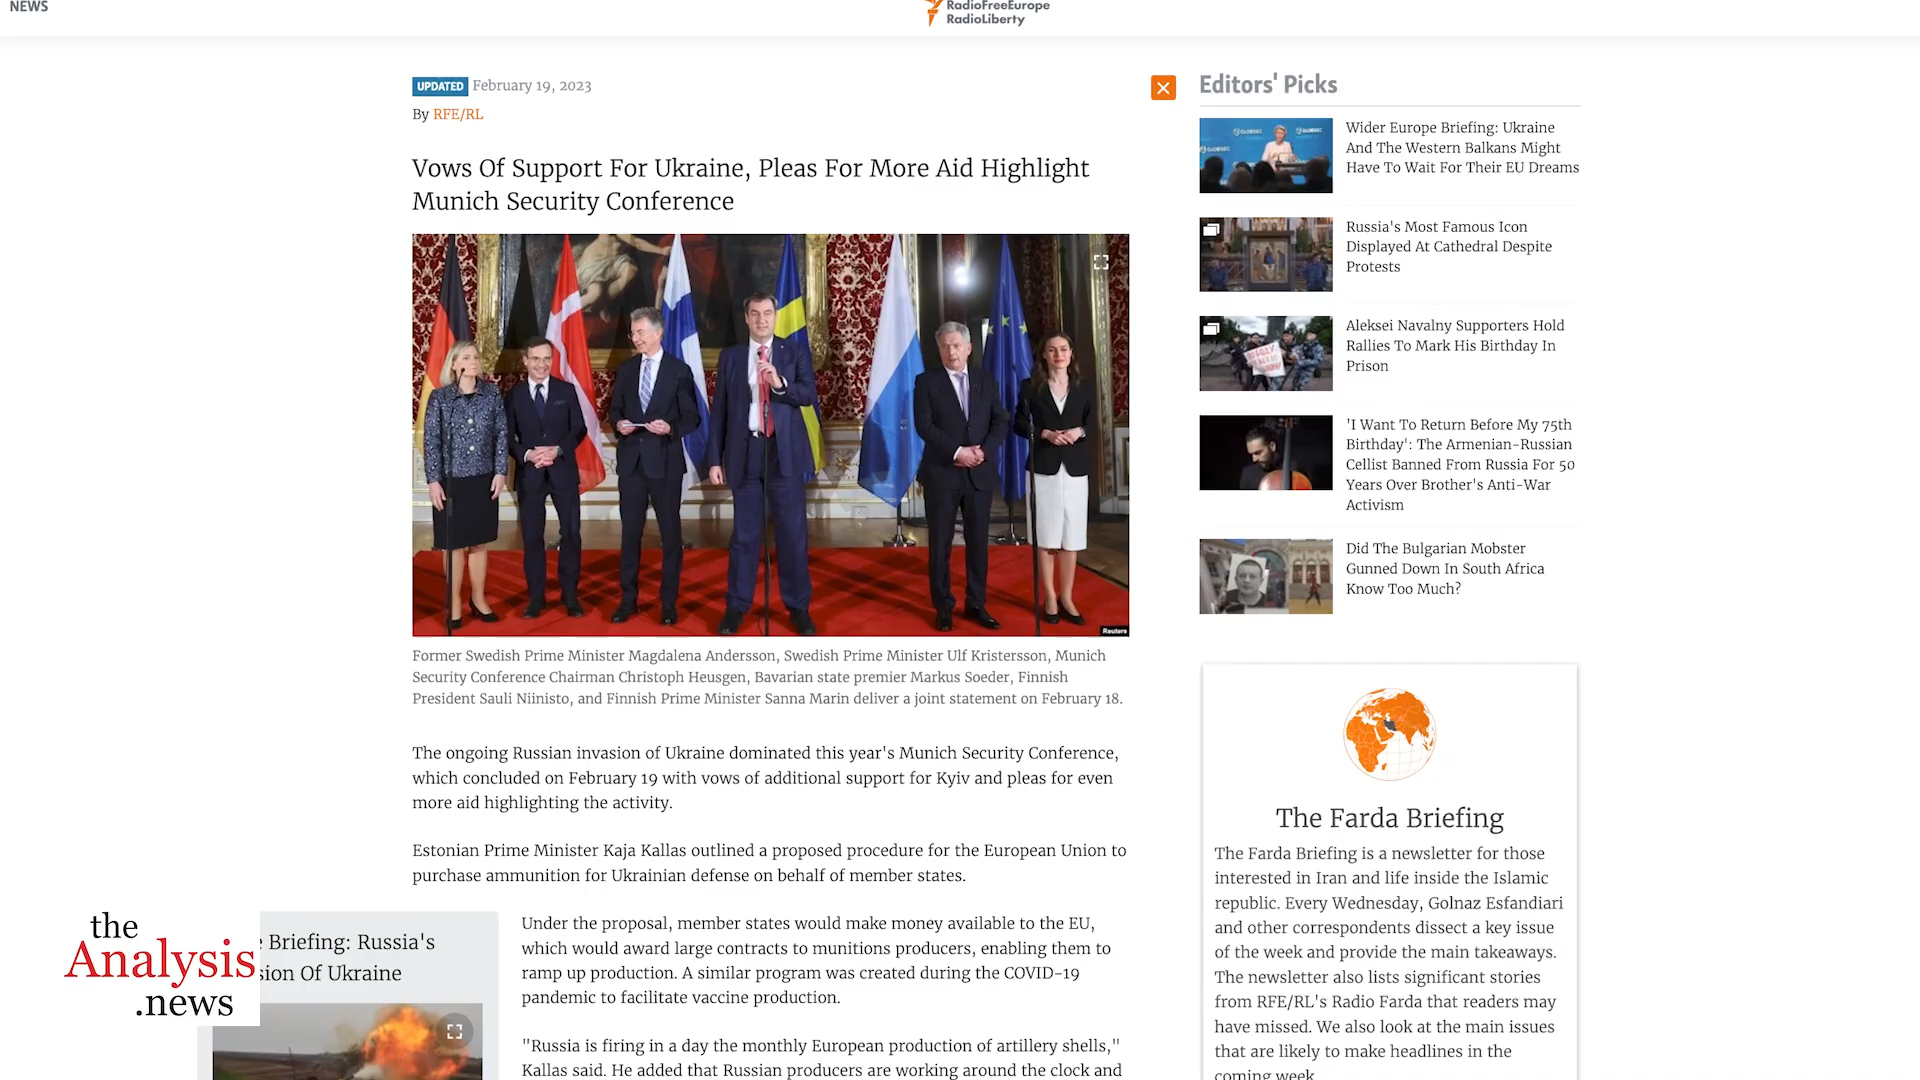 NEWS
RadioFreeEurope
RadioLiberty
UPDATED February 19, 2023
By RFE/RL
Vows Of Support For Ukraine, Pleas For More Aid Highlight
Munich Security Conference
Reuters
Former Swedish Prime Minister Magdalena Andersson, Swedish Prime Minister Ulf Kristersson, Munich
Security Conference Chairman Christoph Heusgen, Bavarian state premier Markus Soeder, Finnish
President Sauli Niinisto, and Finnish Prime Minister Sanna Marin deliver a joint statement on February 18.
The ongoing Russian invasion of Ukraine dominated this year's Munich Security Conference,
which concluded on February 19 with vows of additional support for Kyiv and pleas for even
more aid highlighting the activity.
Estonian Prime Minister Kaja Kallas outlined a proposed procedure for the European Union to
purchase ammunition for Ukrainian defense on behalf of member states.
Under the proposal, member states would make money available to the EU,
which would award large contracts to munitions producers, enabling them to
ramp up production. A similar program was created during the COVID-19
pandemic to facilitate vaccine production.
"Russia is firing in a day the monthly European production of artillery shells,"
Kallas said. He added that Russian producers are working around the clock and
Briefing: Russia's
sion Of Ukraine
the
Analysis
.news
Editors' Picks
GLOBSEC
GLOBSEC
Wider Europe Briefing: Ukraine
And The Western Balkans Might
Have To Wait For Their EU Dreams
Russia's Most Famous Icon
Displayed At Cathedral Despite
Protests
Aleksei Navalny Supporters Hold
Rallies To Mark His Birthday In
Prison
'I Want To Return Before My 75th
Birthday': The Armenian-Russian
Cellist Banned From Russia For 50
Years Over Brother's Anti-War
Activism
Did The Bulgarian Mobster
Gunned Down In South Africa
Know Too Much?
The Farda Briefing
The Farda Briefing is a newsletter for those
interested in Iran and life inside the Islamic
republic. Every Wednesday, Golnaz Esfandiari
and other correspondents dissect a key issue
of the week and provide the main takeaways.
The newsletter also lists significant stories
from RFE/RL's Radio Farda that readers may
have missed. We also look at the main issues
that are likely to make headlines in the
coming week.